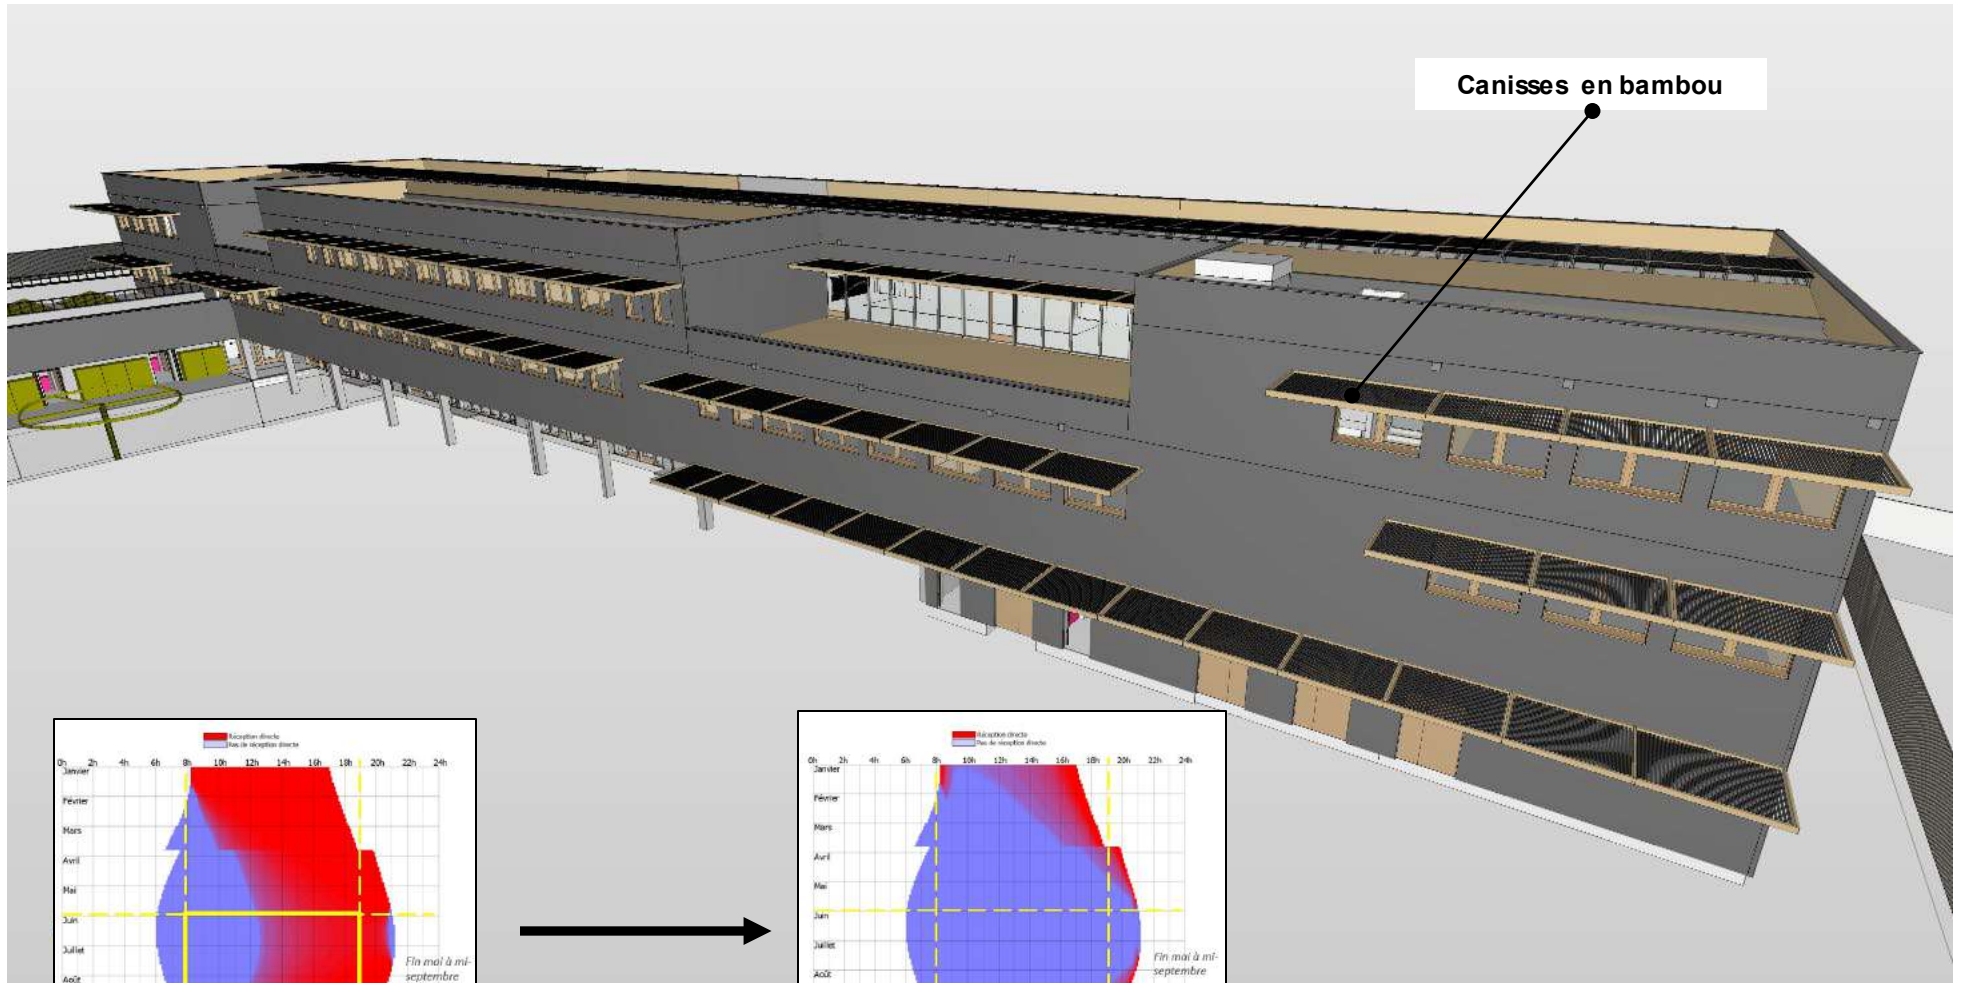 Canisses en bambou
Réception directe
Pas de réception directe
0h 2h 4h 6h 8h 10h 12h 14h 16h 18h 20h 22h 24h
Janvier
Février
Mars
Avril
Mai
Juin
Juillet
Août
Fin mai à mi-
septembre
Réception directe
Pas de réception directe
0h 2h 4h 6h 8h 10h 12h 14h 16h 18h 20h 22h 24h
Janvier
Février
Mars
Avril
Mai
Juin
Juillet
Août
Fin mai à mi-
septembre